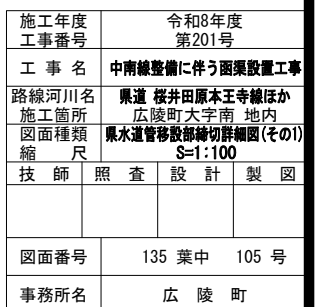 施工年度 令和8年度
工事番号 第201号
工事名 中南線整備に伴う函渠設置工事
路線河川名 県道 桜井田原本王寺線ほか
施工箇所 広陵町大字南 地内
図面種類 県水道管移設部締切詳細図(その1)
縮尺 S=1:100
技師 照査 設計 製図
図面番号 135 葉中 105 号
事務所名 広陵町